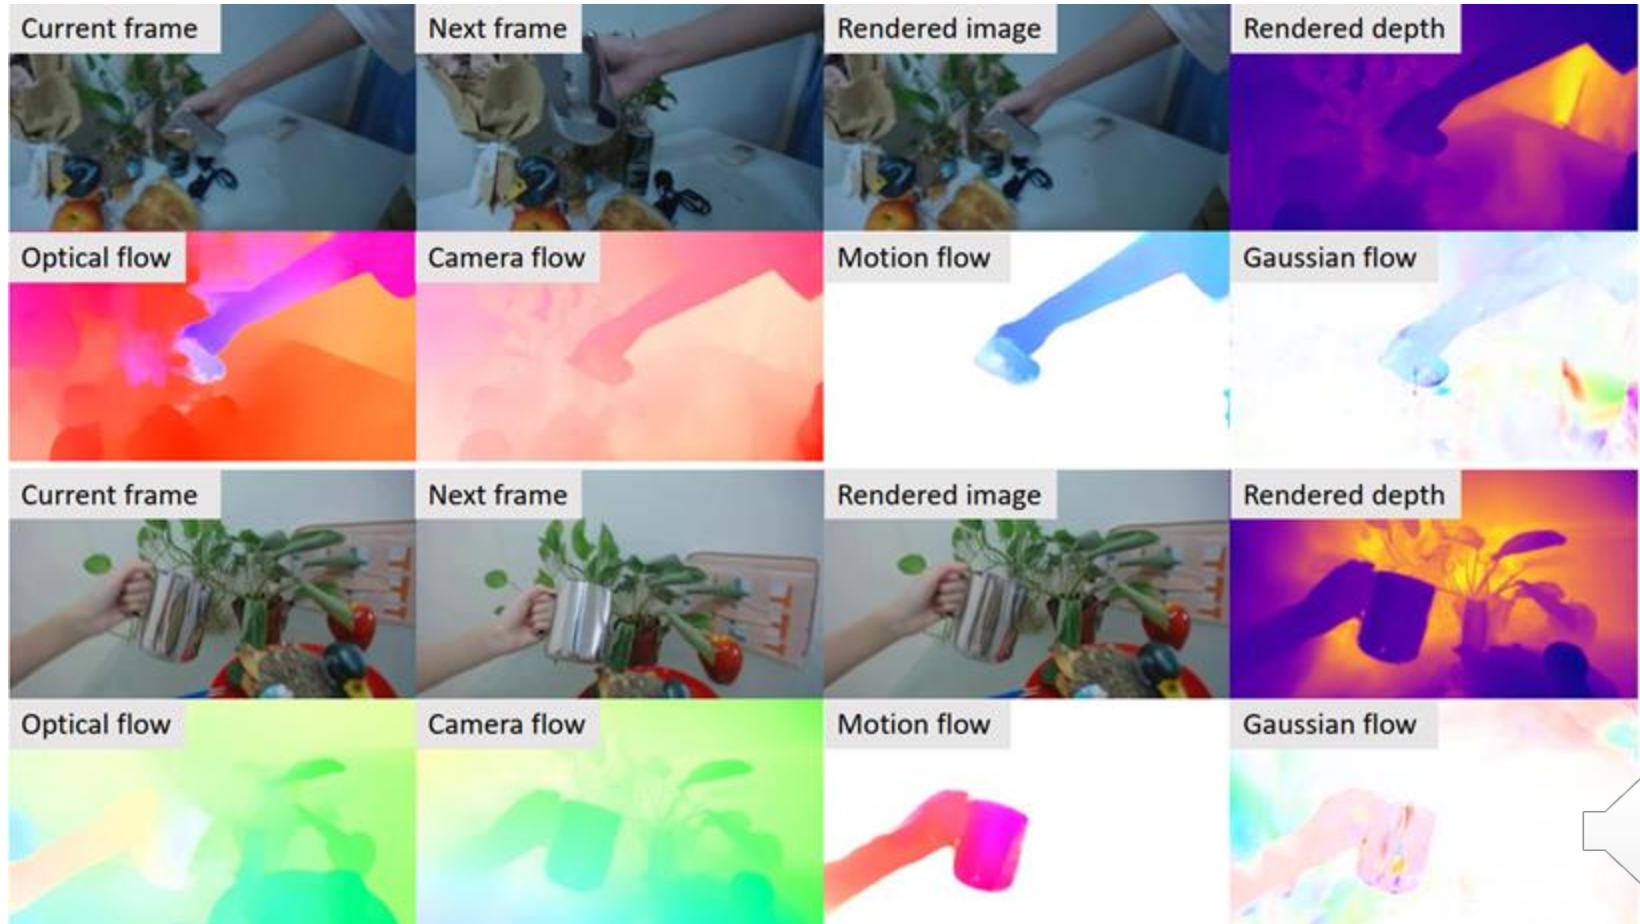 Current frame
Next frame
Rendered image
Rendered depth
Optical flow
Camera flow
Motion flow
Gaussian flow
Current frame
Next frame
Rendered image
Rendered depth
Optical flow
Camera flow
Motion flow
Gaussian flow